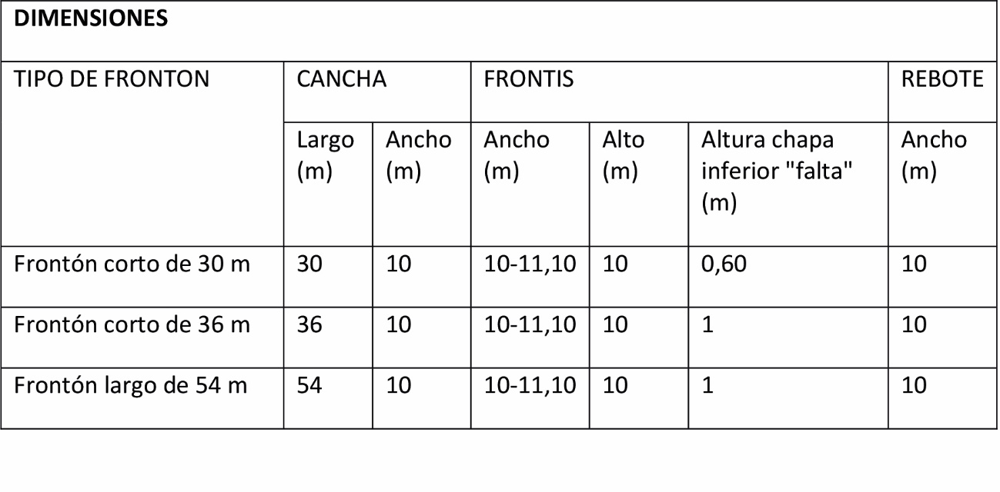 DIMENSIONES
TIPO DE FRONTON CANCHA FRONTIS REBOTE
Largo (m) Ancho (m) Ancho (m) Alto (m) Altura chapa inferior "falta" (m) Ancho (m)
Frontón corto de 30 m 30 10 10-11,10 10 0,60 10
Frontón corto de 36 m 36 10 10-11,10 10 1 10
Frontón largo de 54 m 54 10 10-11,10 10 1 10